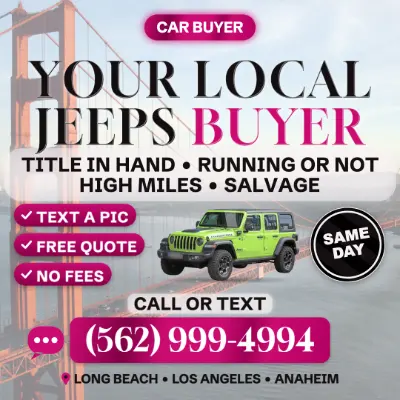 CAR BUYER
YOUR LOCAL
JEEPS BUYER
TITLE IN HAND • RUNNING OR NOT
HIGH MILES • SALVAGE
TEXT A PIC
FREE QUOTE
NO FEES
SAME
DAY
CALL OR TEXT
(562) 999-4994
LONG BEACH • LOS ANGELES • ANAHEIM